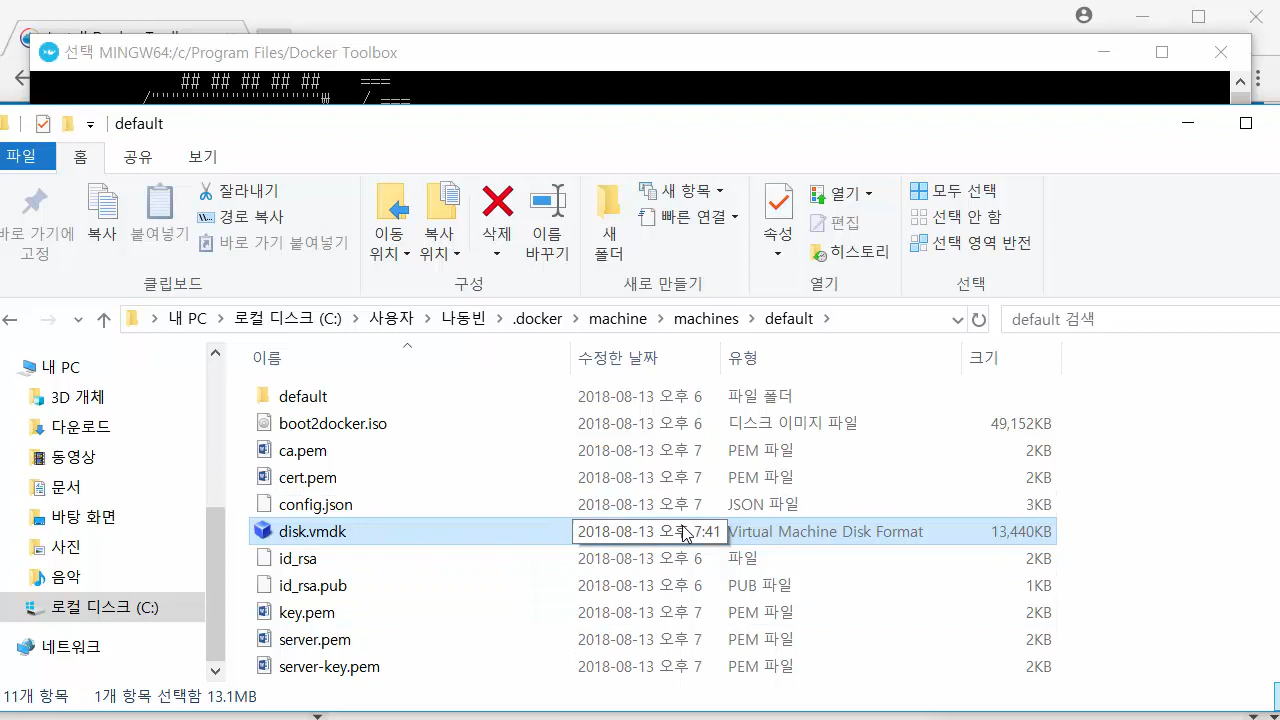 선택 MINGW64:/c/Program Files/Docker Toolbox
## ## ## ## ##     ===
default
파일 홈 공유 보기
바로 가기에 고정
복사
붙여넣기
잘라내기
경로 복사
바로 가기 붙여넣기
클립보드
이동 위치
복사 위치
삭제
이름 바꾸기
구성
새 폴더
새 항목
빠른 연결
새로 만들기
속성
열기
편집
히스토리
열기
모두 선택
선택 안 함
선택 영역 반전
선택
내 PC > 로컬 디스크 (C:) > 사용자 > 나동빈 > .docker > machine > machines > default >
default 검색
내 PC
3D 개체
다운로드
동영상
문서
바탕 화면
사진
음악
로컬 디스크 (C:)
네트워크
이름 수정한 날짜 유형 크기
default 2018-08-13 오후 6 파일 폴더
boot2docker.iso 2018-08-13 오후 6 디스크 이미지 파일 49,152KB
ca.pem 2018-08-13 오후 7 PEM 파일 2KB
cert.pem 2018-08-13 오후 7 PEM 파일 2KB
config.json 2018-08-13 오후 7 JSON 파일 3KB
disk.vmdk 2018-08-13 오후 7:41 Virtual Machine Disk Format 13,440KB
id_rsa 2018-08-13 오후 6 파일 2KB
id_rsa.pub 2018-08-13 오후 6 PUB 파일 1KB
key.pem 2018-08-13 오후 7 PEM 파일 2KB
server.pem 2018-08-13 오후 7 PEM 파일 2KB
server-key.pem 2018-08-13 오후 7 PEM 파일 2KB
11개 항목 1개 항목 선택함 13.1MB